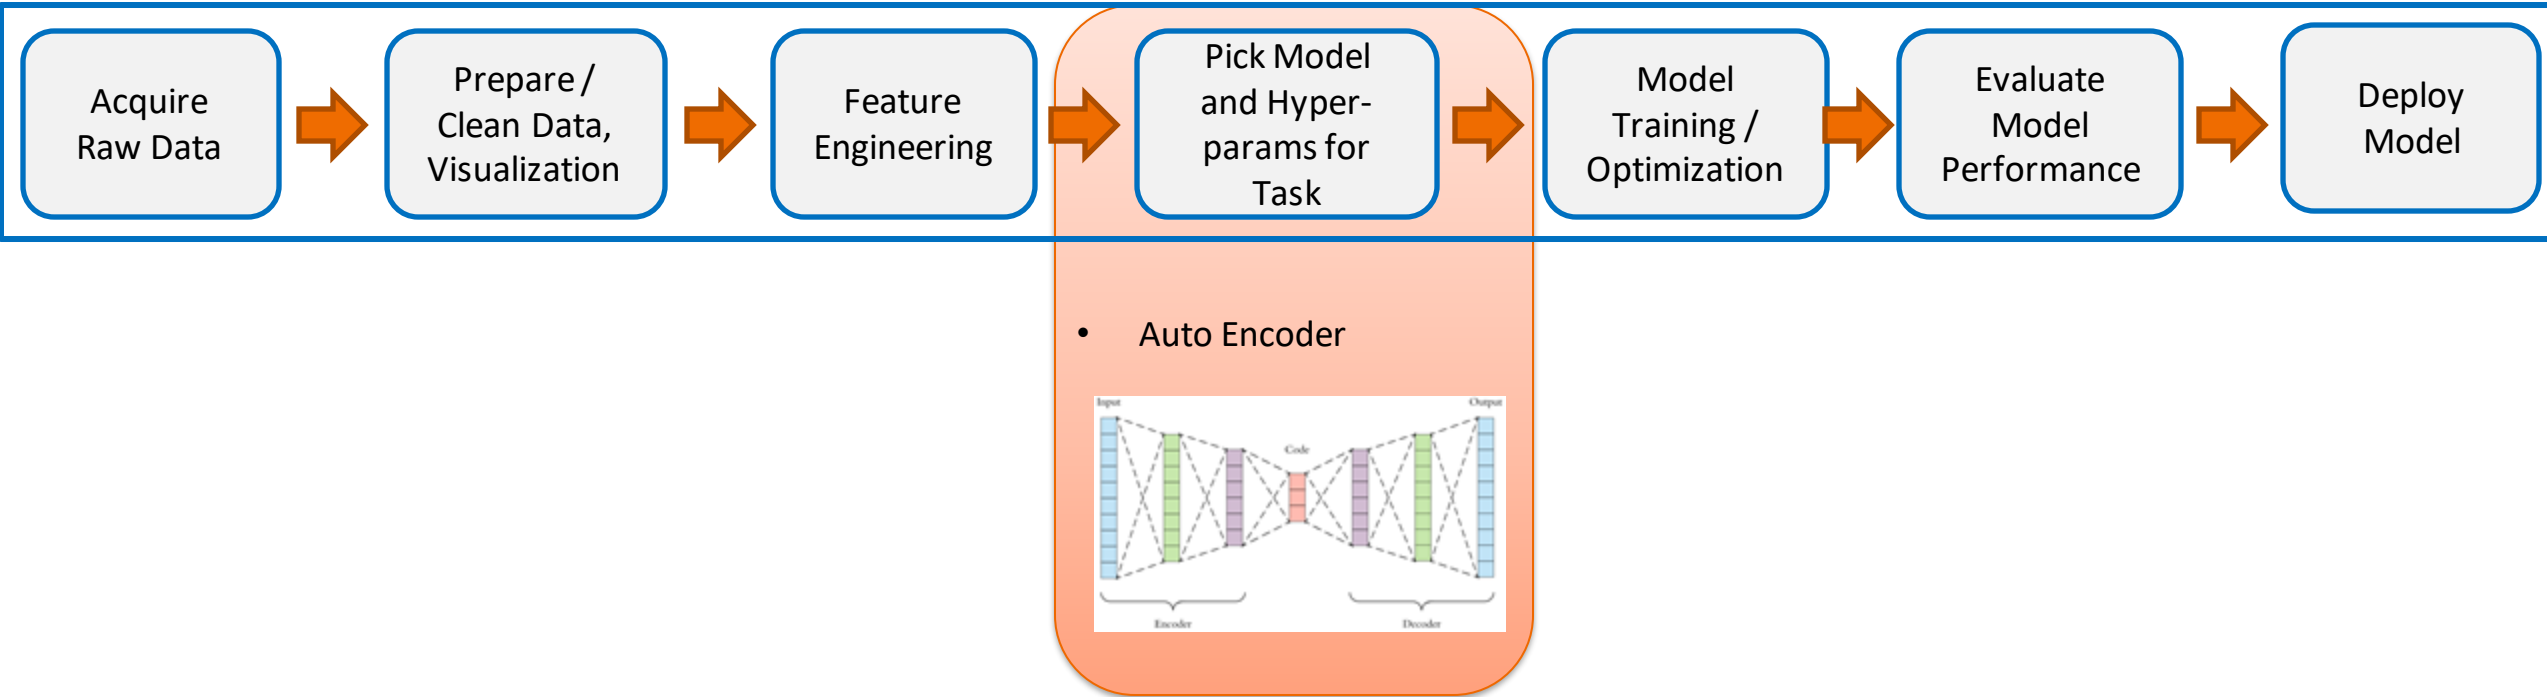 Acquire
Raw Data
Prepare /
Clean Data,
Visualization
Feature
Engineering
Pick Model
and Hyper-
params for
Task
Model
Training /
Optimization
Evaluate
Model
Performance
Deploy
Model
• Auto Encoder
Input
Output
Code
Encoder
Decoder